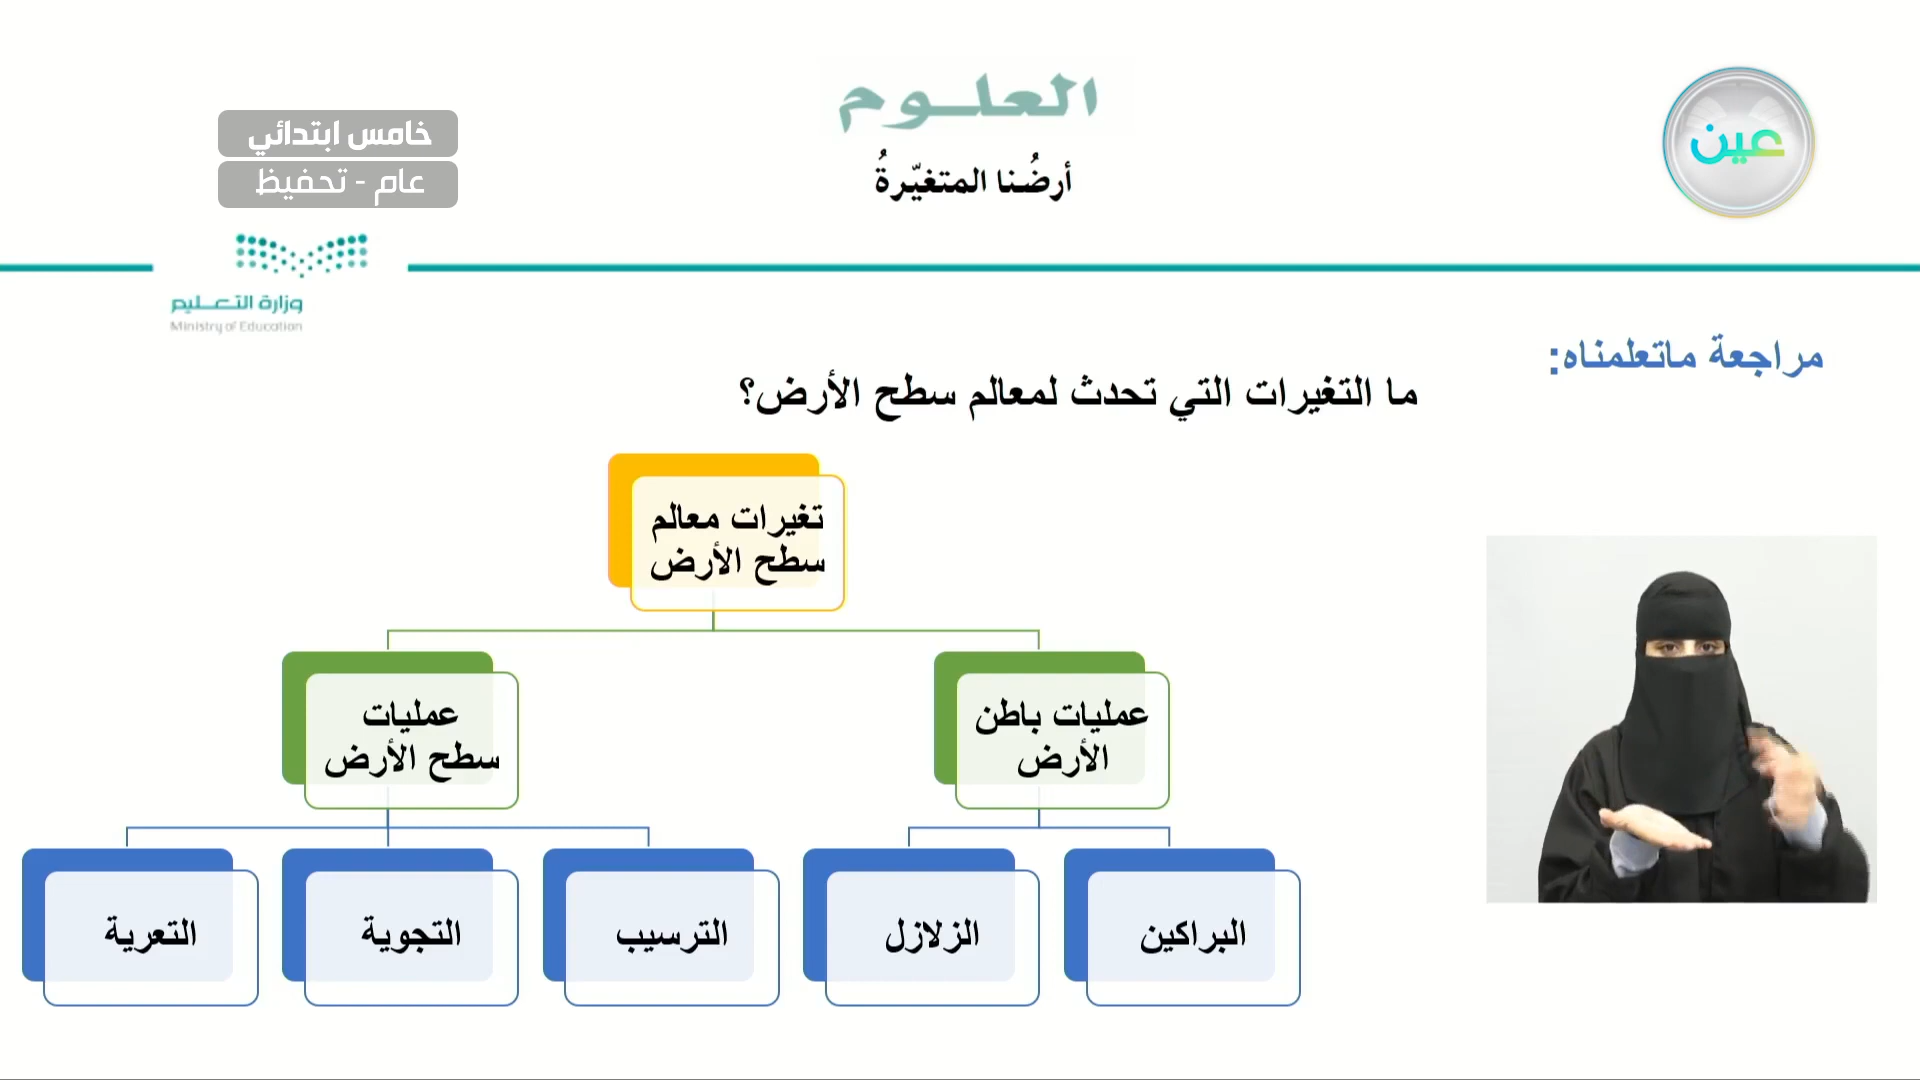 العلوم
أرضُنا المتغيّرةُ
عين
خامس ابتدائي
عام - تحفيظ
وزارة التعليم
Ministry of Education
مراجعة ماتعلمناه:
ما التغيرات التي تحدث لمعالم سطح الأرض؟
تغيرات معالم
سطح الأرض
عمليات باطن
الأرض
عمليات
سطح الأرض
البراكين
الزلازل
الترسيب
التجوية
التعرية